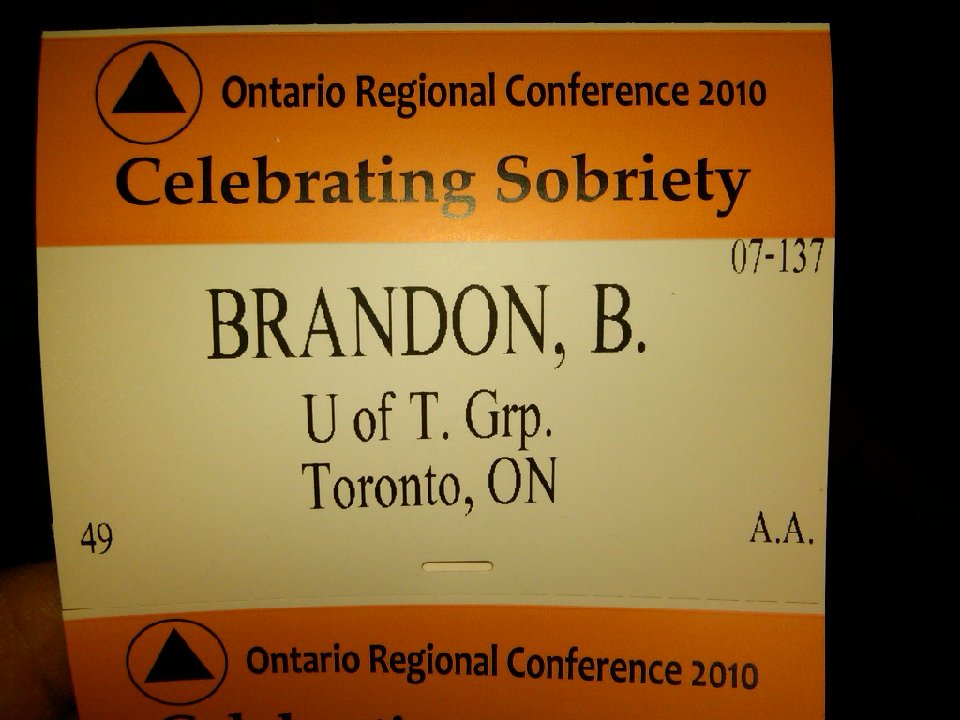 Ontario Regional Conference 2010
Celebrating Sobriety
07-137
BRANDON, B.
U of T. Grp.
Toronto, ON
49
A.A.
Ontario Regional Conference 2010